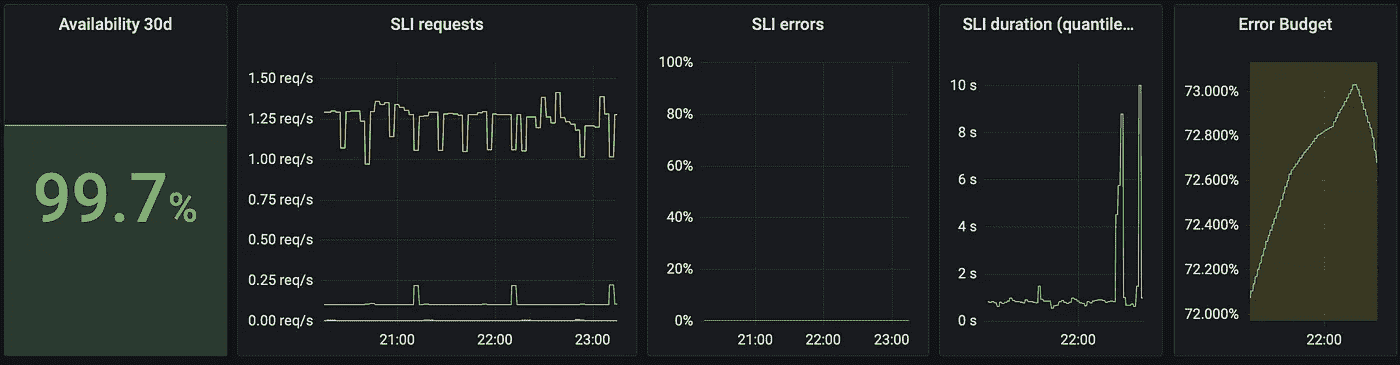 Availability 30d
99.7%
SLI requests
1.50 req/s
1.25 req/s
1.00 req/s
0.75 req/s
0.50 req/s
0.25 req/s
0.00 req/s
21:00 22:00 23:00
SLI errors
100%
80%
60%
40%
20%
0%
21:00 22:00 23:00
SLI duration (quantile...
10 s
8 s
6 s
4 s
2 s
0 s
22:00
Error Budget
73.000%
72.800%
72.600%
72.400%
72.200%
72.000%
22:00